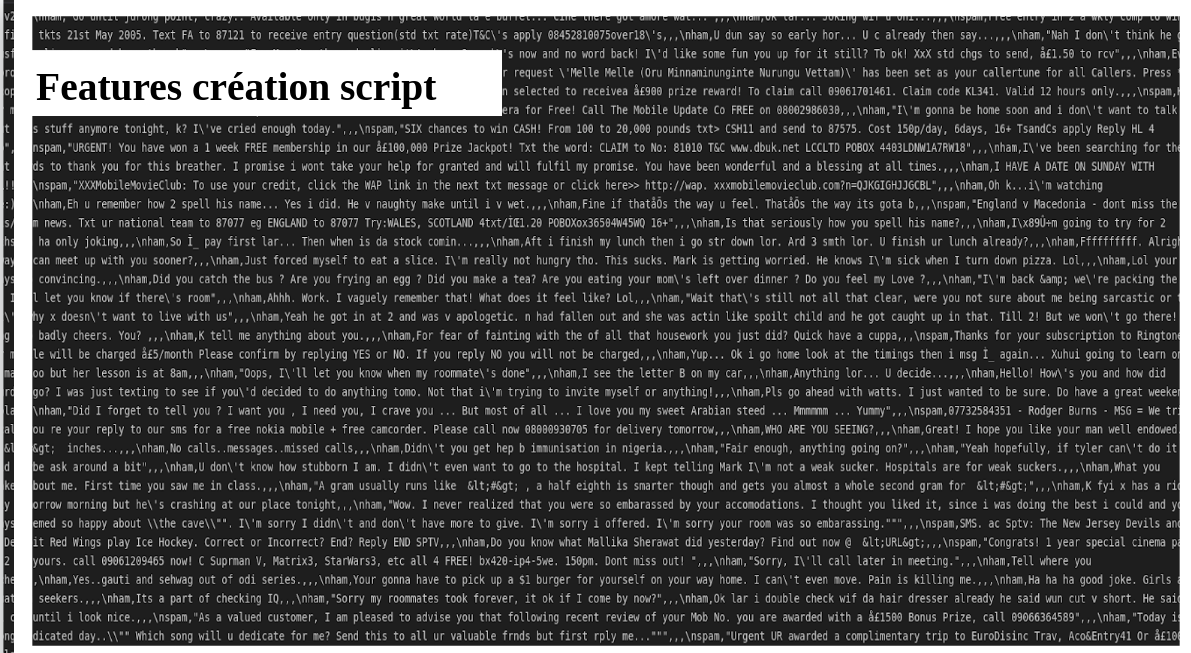 \nham, Go until jurong point, crazy.. Available only in bugis n great world la e buffet... Cine there got amore wat... ,,,\nham,Ok lar... Joking wif u oni...,,,\nspam,Free entry in 2 a wkly comp to win
tkts 21st May 2005. Text FA to 87121 to receive entry question(std txt rate)T&C\'s apply 08452810075over18\'s,,,\nham,U dun say so early hor... U c already then say...,,,\nham,"Nah I don\'t think he g
\'s now and no word back! I\'d like some fun you up for it still? Tb ok! XxX std chgs to send, å£1.50 to rcv",,,\nham,Ev
Features création script
r request \'Melle Melle (Oru Minnaminunginte Nurungu Vettam)\' has been set as your callertune for all Callers. Press
n selected to receivea å£900 prize reward! To claim call 09061701461. Claim code KL341. Valid 12 hours only.,,,\nspam,H
era for Free! Call The Mobile Update Co FREE on 08002986030,,,\nham,"I\'m gonna be home soon and i don\'t want to talk
s stuff anymore tonight, k? I\'ve cried enough today.",,,\nspam,"SIX chances to win CASH! From 100 to 20,000 pounds txt> CSH11 and send to 87575. Cost 150p/day, 6days, 16+ TsandCs apply Reply HL 4
\nspam,"URGENT! You have won a 1 week FREE membership in our å£100,000 Prize Jackpot! Txt the word: CLAIM to No: 81010 T&C www.dbuk.net LCCLTD POBOX 4403LDNW1A7RW18",,,\nham,I\'ve been searching for the
ds to thank you for this breather. I promise i wont take your help for granted and will fulfil my promise. You have been wonderful and a blessing at all times.,,,\nham,I HAVE A DATE ON SUNDAY WITH
\nspam,"XXXMobileMovieClub: To use your credit, click the WAP link in the next txt message or click here>> http://wap. xxxmobilemovieclub.com?n=QJKGIGHJJGCBL",,,\nham,Oh k...i\'m watching
\nham,Eh u remember how 2 spell his name... Yes i did. He v naughty make until i v wet.,,,\nham,Fine if thatåÕs the way u feel. ThatåÕs the way its gota b,,,\nspam,"England v Macedonia - dont miss the
m news. Txt ur national team to 87077 eg ENGLAND to 87077 Try:WALES, SCOTLAND 4txt/Ì¼1.20 POBOXox36504W45WQ 16+",,,\nham,Is that seriously how you spell his name?,,,\nham,I\x89Û÷m going to try for 2
ha only joking,,,\nham,So Ì_ pay first lar... Then when is da stock comin...,,,\nham,Aft i finish my lunch then i go str down lor. Ard 3 smth lor. U finish ur lunch already?,,,\nham,Ffffffffff. Alrigh
can meet up with you sooner?,,,\nham,Just forced myself to eat a slice. I\'m really not hungry tho. This sucks. Mark is getting worried. He knows I\'m sick when I turn down pizza. Lol,,,\nham,Lol your
convincing.,,,\nham,Did you catch the bus ? Are you frying an egg ? Did you make a tea? Are you eating your mom\'s left over dinner ? Do you feel my Love ?,,,\nham,"I\'m back &amp; we\'re packing the
l let you know if there\'s room",,,\nham,Ahhh. Work. I vaguely remember that! What does it feel like? Lol,,,\nham,"Wait that\'s still not all that clear, were you not sure about me being sarcastic or t
hy x doesn\'t want to live with us",,,\nham,Yeah he got in at 2 and was v apologetic. n had fallen out and she was actin like spoilt child and he got caught up in that. Till 2! But we won\'t go there!
badly cheers. You? ,,,\nham,K tell me anything about you.,,,\nham,For fear of fainting with the of all that housework you just did? Quick have a cuppa,,,\nspam,Thanks for your subscription to Ringtone
le will be charged å£5/month Please confirm by replying YES or NO. If you reply NO you will not be charged,,,\nham,Yup... Ok i go home look at the timings then i msg Ì_ again... Xuhui going to learn on
oo but her lesson is at 8am,,,\nham,"Oops, I\'ll let you know when my roommate\'s done",,,\nham,I see the letter B on my car,,,\nham,Anything lor... U decide...,,,\nham,Hello! How\'s you and how did
go? I was just texting to see if you\'d decided to do anything tomo. Not that i\'m trying to invite myself or anything!,,,\nham,Pls go ahead with watts. I just wanted to be sure. Do have a great weeken
\nham,"Did I forget to tell you ? I want you , I need you, I crave you ... But most of all ... I love you my sweet Arabian steed ... Mmmmmm ... Yummy",,,\nspam,07732584351 - Rodger Burns - MSG = We tri
ou re your reply to our sms for a free nokia mobile + free camcorder. Please call now 08000930705 for delivery tomorrow,,,\nham,WHO ARE YOU SEEING?,,,\nham,Great! I hope you like your man well endowed.
&gt;  inches...,,,\nham,No calls..messages..missed calls,,,\nham,Didn\'t you get hep b immunisation in nigeria.,,,\nham,"Fair enough, anything going on?",,,\nham,"Yeah hopefully, if tyler can\'t do it
be ask around a bit",,,\nham,U don\'t know how stubborn I am. I didn\'t even want to go to the hospital. I kept telling Mark I\'m not a weak sucker. Hospitals are for weak suckers.,,,\nham,What you
bout me. First time you saw me in class.,,,\nham,"A gram usually runs like  &lt;#&gt; , a half eighth is smarter though and gets you almost a whole second gram for  &lt;#&gt;",,,\nham,K fyi x has a rid
orrow morning but he\'s crashing at our place tonight,,,\nham,"Wow. I never realized that you were so embarassed by your accomodations. I thought you liked it, since i was doing the best i could and yo
emed so happy about \\the cave\\"". I\'m sorry I didn\'t and don\'t have more to give. I\'m sorry i offered. I\'m sorry your room was so embarassing.""",,,\nspam,SMS. ac Sptv: The New Jersey Devils and
it Red Wings play Ice Hockey. Correct or Incorrect? End? Reply END SPTV,,,\nham,Do you know what Mallika Sherawat did yesterday? Find out now @  &lt;URL&gt;,,,\nspam,"Congrats! 1 year special cinema pa
yours. call 09061209465 now! C Suprman V, Matrix3, StarWars3, etc all 4 FREE! bx420-ip4-5we. 150pm. Dont miss out! ",,,\nham,"Sorry, I\'ll call later in meeting.",,,\nham,Tell where you
,\nham,Yes..gauti and sehwag out of odi series.,,,\nham,Your gonna have to pick up a $1 burger for yourself on your way home. I can\'t even move. Pain is killing me.,,,\nham,Ha ha ha good joke. Girls a
seekers.,,,\nham,Its a part of checking IQ,,,\nham,"Sorry my roommates took forever, it ok if I come by now?",,,\nham,Ok lar i double check wif da hair dresser already he said wun cut v short. He said
until i look nice.,,,\nspam,"As a valued customer, I am pleased to advise you that following recent review of your Mob No. you are awarded with a å£1500 Bonus Prize, call 09066364589",,,\nham,"Today is
dicated day..\\"" Which song will u dedicate for me? Send this to all ur valuable frnds but first rply me...""",,,\nspam,"Urgent UR awarded a complimentary trip to EuroDisinc Trav, Aco&Entry41 Or å£100